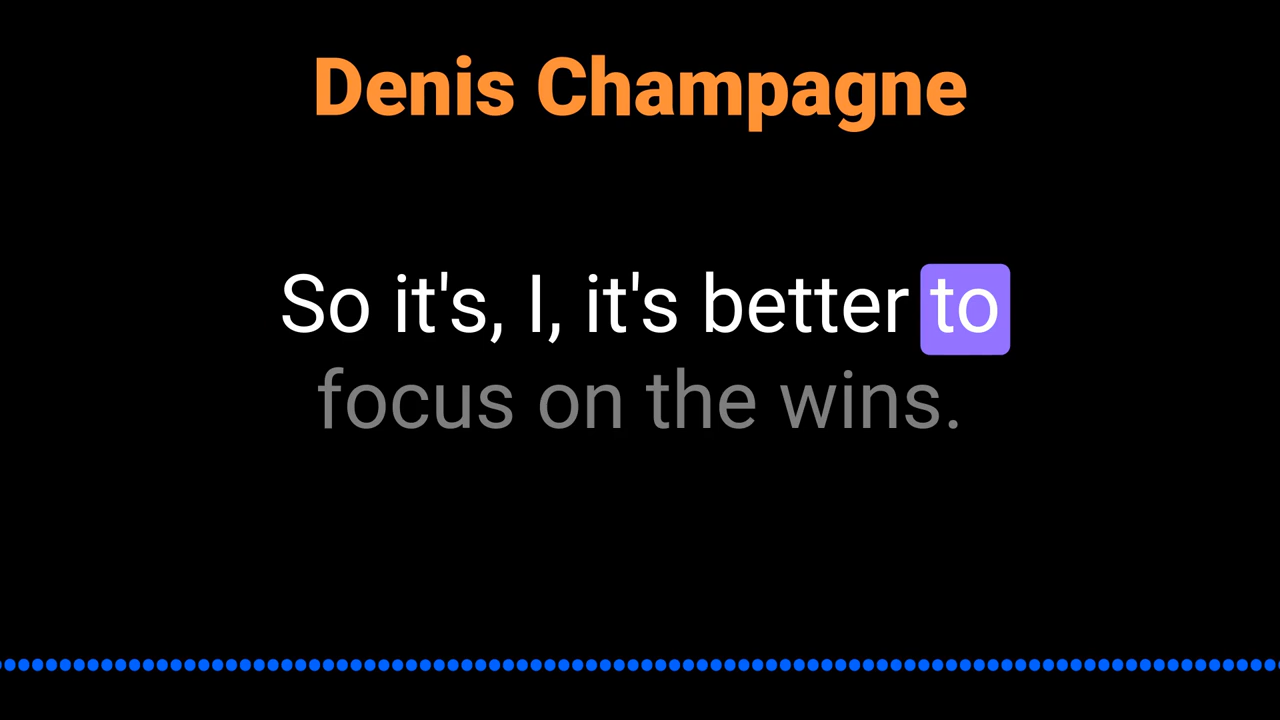 Denis Champagne
So it's, I, it's better to
focus on the wins.